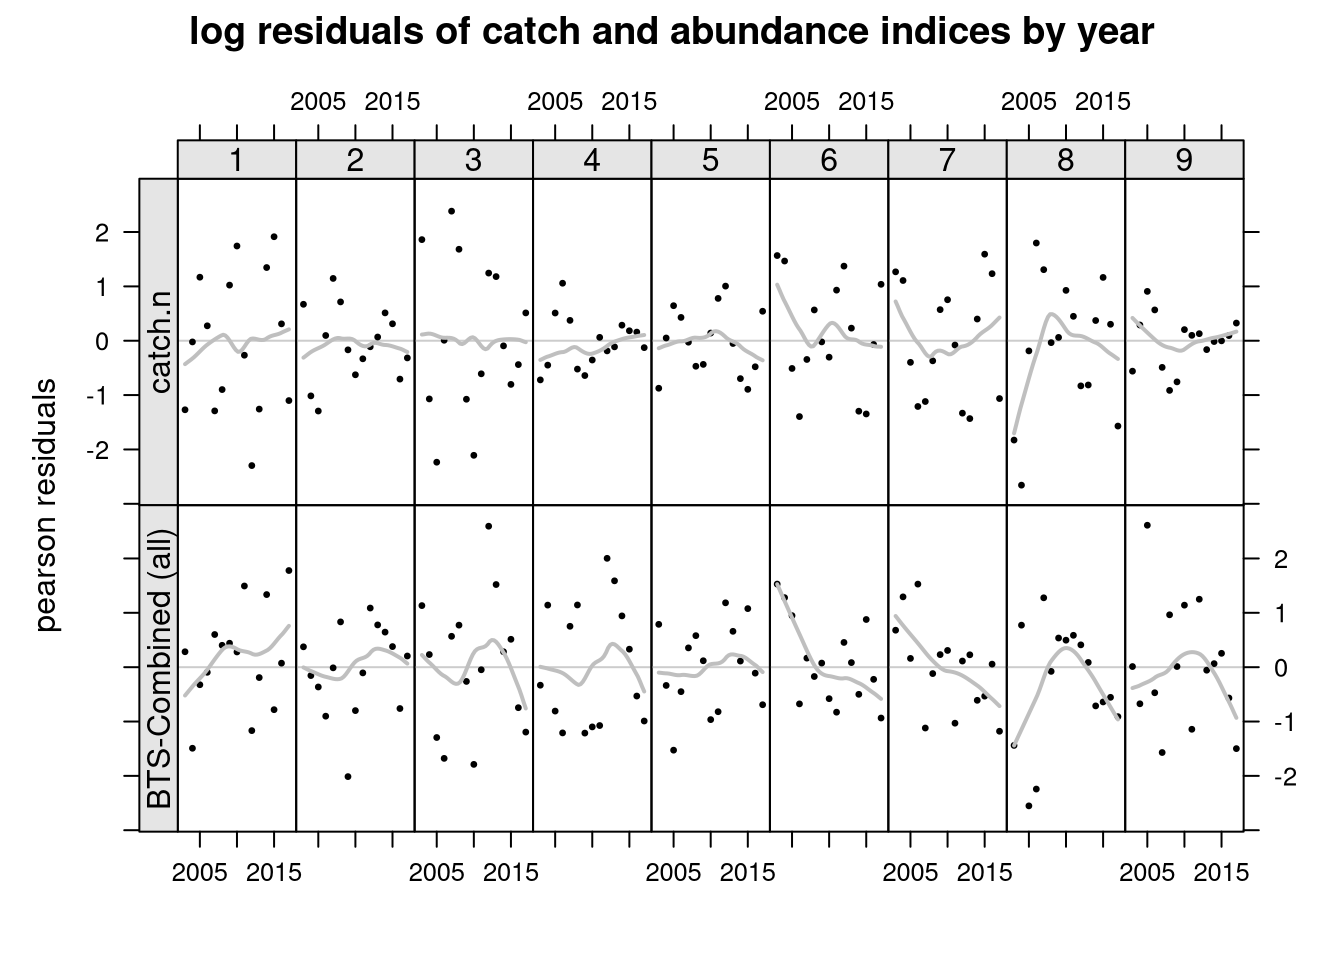 log residuals of catch and abundance indices by year
2005 2015 2005 2015 2005 2015 2005 2015
1 2 3 4 5 6 7 8 9
catch.n
2
1
0
-1
-2
pearson residuals
BTS-Combined (all)
2
1
0
-1
-2
2005 2015 2005 2015 2005 2015 2005 2015 2005 2015